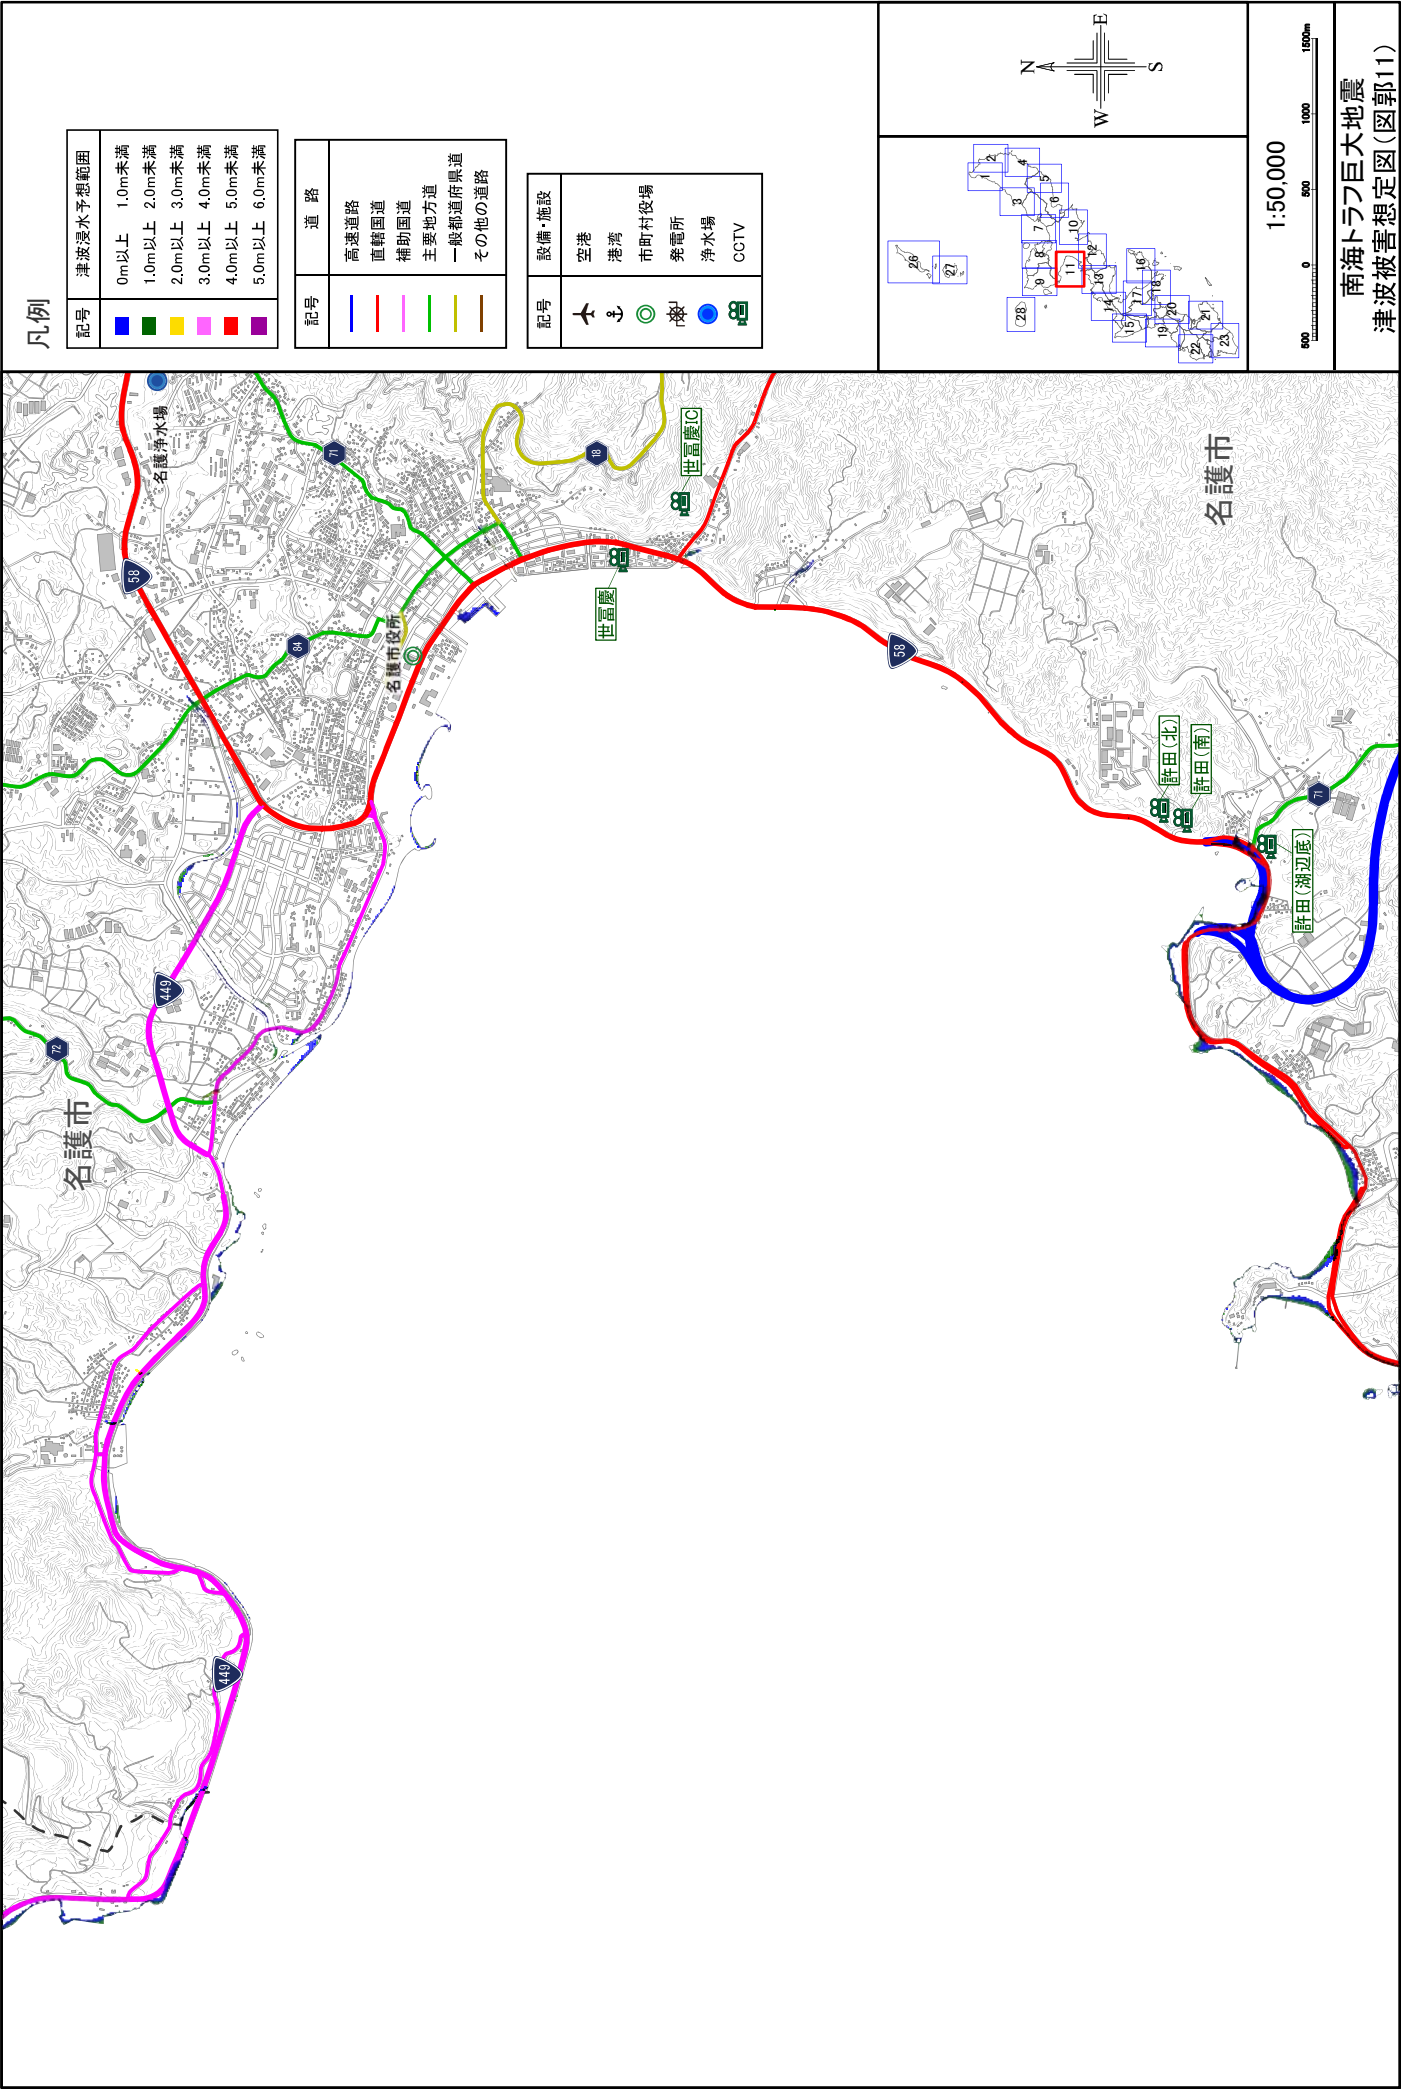 凡例
記号 津波浸水予想範囲
0m以上 1.0m未満
1.0m以上 2.0m未満
2.0m以上 3.0m未満
3.0m以上 4.0m未満
4.0m以上 5.0m未満
5.0m以上 6.0m未満
記号 道 路
高速道路
直轄国道
補助国道
主要地方道
一般都道府県道
その他の道路
記号 設備・施設
空港
港湾
市町村役場
発電所
浄水場
CCTV
N
W
E
S
1
2
3
4
5
6
7
8
9
10
11
12
13
14
15
16
17
18
19
20
21
22
23
26
27
28
1:50,000
500 0 500 1000 1500m
南海トラフ巨大地震
津波被害想定図(図郭11)
名護浄水場
58
71
84
18
名護市役所
世冨慶IC
世冨慶
名護市
58
449
72
名護市
許田(北)
許田(南)
71
許田(湖辺底)
449